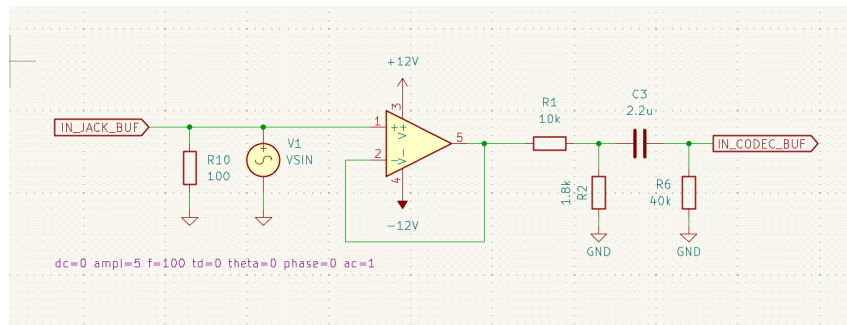 +12V
C3
2.2u
R1
10k
IN_JACK_BUF
V1
VSIN
R10
100
1
2
3
4
5
+
V+
-
V-
IN_CODEC_BUF
1.8k
R2
R6
40k
-12V
GND
GND
dc=0 ampl=5 f=100 td=0 theta=0 phase=0 ac=1